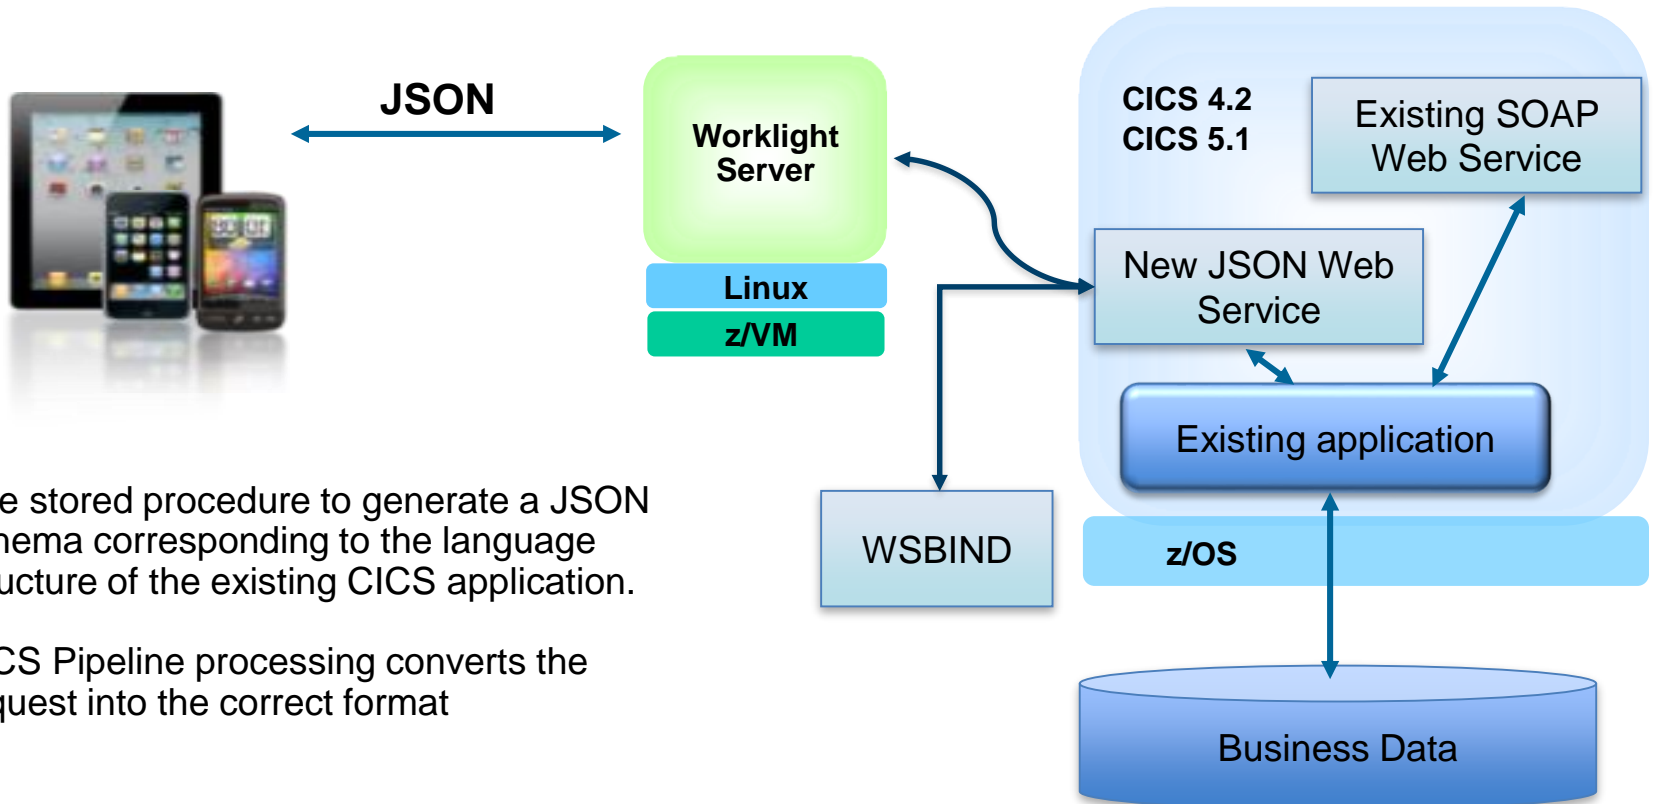 JSON
Worklight
Server
Linux
z/VM
CICS 4.2
CICS 5.1
Existing SOAP
Web Service
New JSON Web
Service
Existing application
WSBIND
z/OS
Business Data
e stored procedure to generate a JSON
nema corresponding to the language
ucture of the existing CICS application.
CS Pipeline processing converts the
quest into the correct format